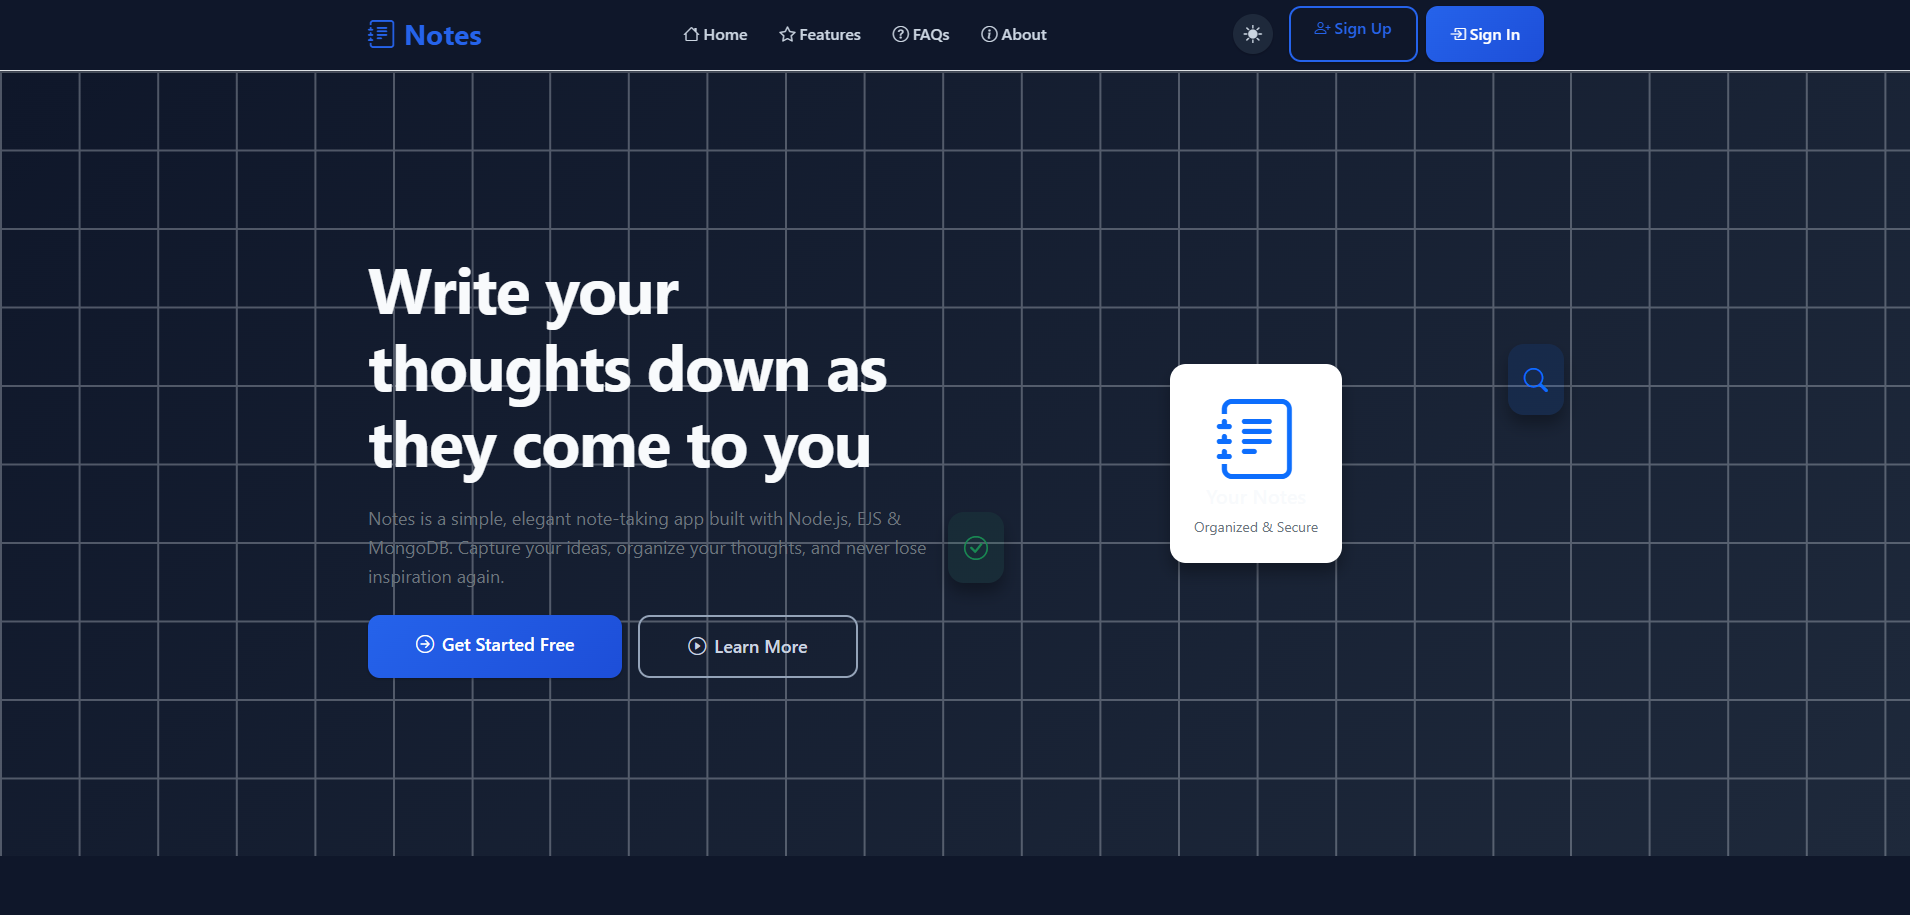 Notes
Home
Features
FAQs
About
Sign Up
Sign In
Write your
thoughts down as
they come to you
Notes is a simple, elegant note-taking app built with Node.js, EJS &
MongoDB. Capture your ideas, organize your thoughts, and never lose
inspiration again.
Get Started Free
Learn More
Your Notes
Organized & Secure